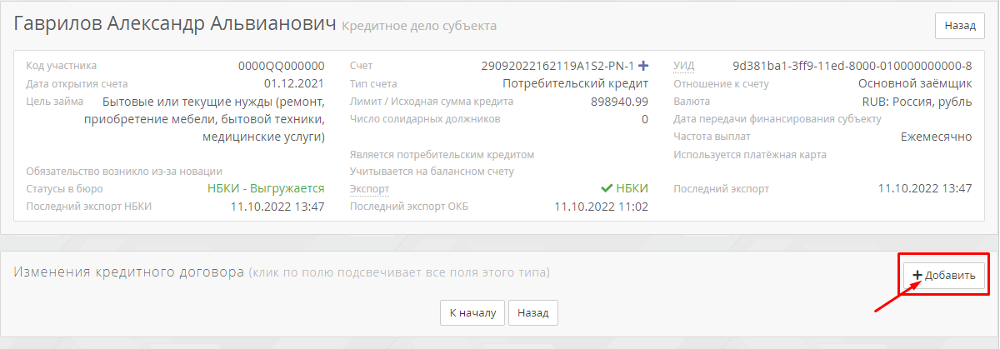 Гаврилов Александр Альвианович Кредитное дело субъекта
Назад
Код участника 0000QQ000000 Счет 29092022162119A1S2-PN-1 + УИД 9d381ba1-3ff9-11ed-8000-010000000000-8
Дата открытия счета 01.12.2021 Тип счета Потребительский кредит Отношение к счету Основной заёмщик
Цель займа Бытовые или текущие нужды (ремонт, Лимит / Исходная сумма кредита 898940.99 Валюта RUB: Россия, рубль
приобретение мебели, бытовой техники, Число солидарных должников 0 Дата передачи финансирования субъекту
медицинские услуги) Частота выплат Ежемесячно
Является потребительским кредитом Используется платёжная карта
Обязательство возникло из-за новации Учитывается на балансном счету
Статусы в бюро НБКИ - Выгружается Экспорт НБКИ Последний экспорт 11.10.2022 13:47
Последний экспорт НБКИ 11.10.2022 13:47 Последний экспорт ОКБ 11.10.2022 11:02
Изменения кредитного договора (клик по полю подсвечивает все поля этого типа)
+ Добавить
К началу Назад